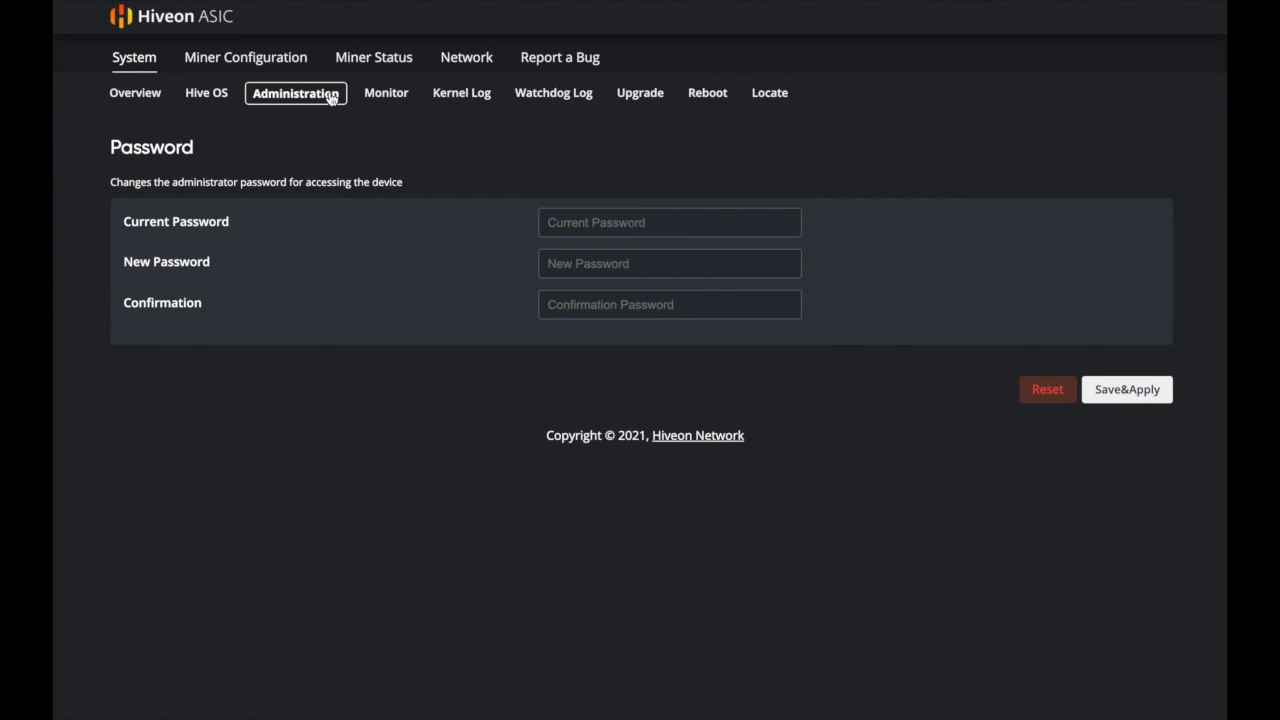 Hiveon ASIC
System Miner Configuration Miner Status Network Report a Bug
Overview Hive OS Administration Monitor Kernel Log Watchdog Log Upgrade Reboot Locate
Password
Changes the administrator password for accessing the device
Current Password Current Password
New Password New Password
Confirmation Confirmation Password
Reset Save&Apply
Copyright © 2021, Hiveon Network